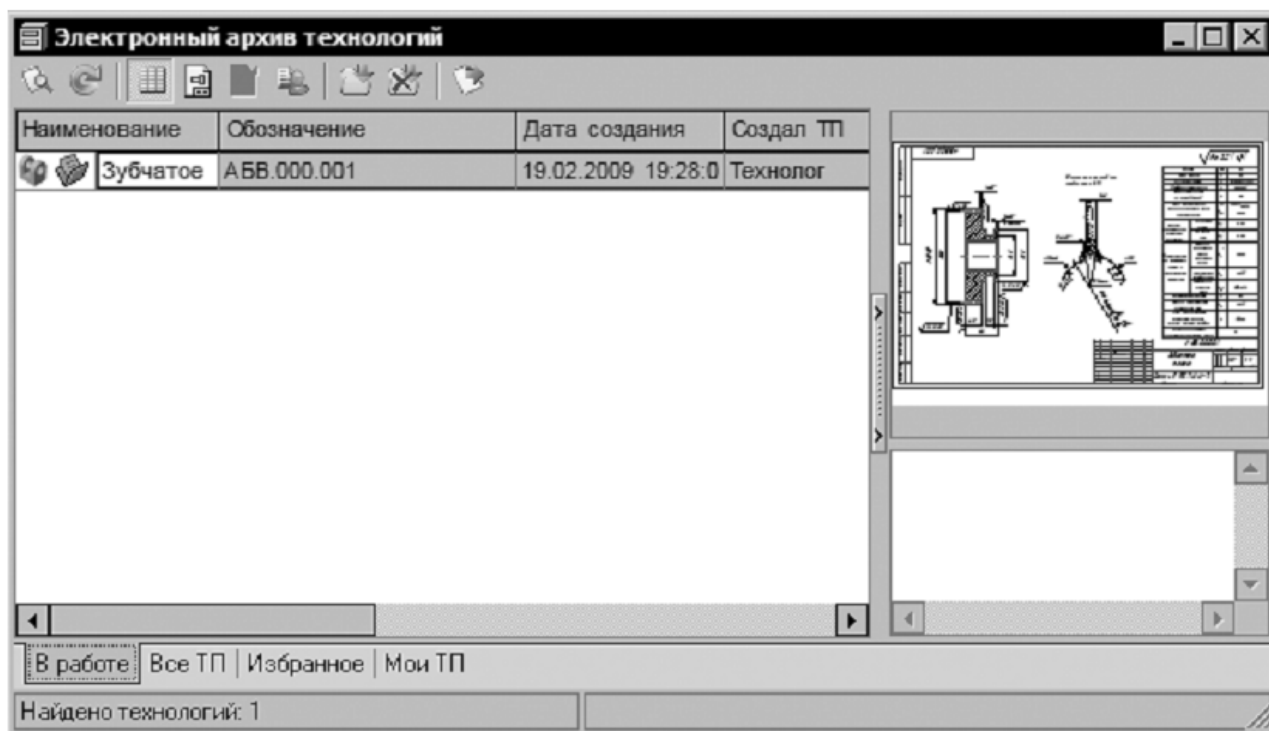 Электронный архив технологий
Наименование Обозначение Дата создания Создал ТП
Зубчатое АБВ.000.001 19.02.2009 19:28:0 Технолог
В работе Все ТП Избранное Мои ТП
Найдено технологий: 1